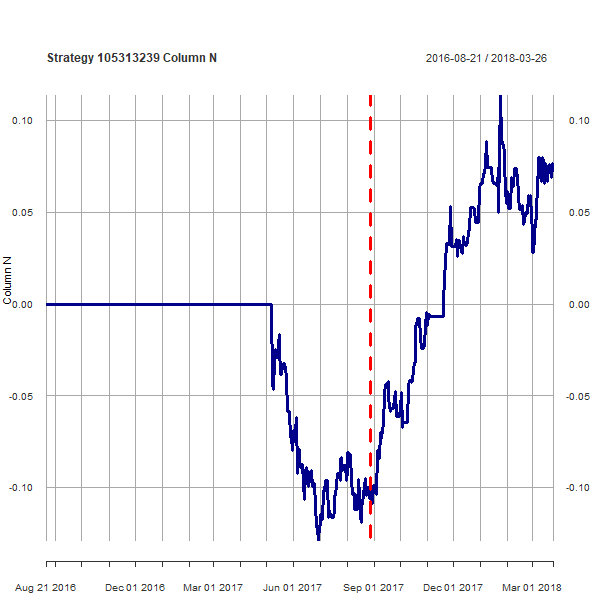 Strategy 105313239 Column N
2016-08-21 / 2018-03-26
0.10
0.05
0.00
-0.05
-0.10
Column N
0.10
0.05
0.00
-0.05
-0.10
Aug 21 2016
Dec 01 2016
Mar 01 2017
Jun 01 2017
Sep 01 2017
Dec 01 2017
Mar 01 2018